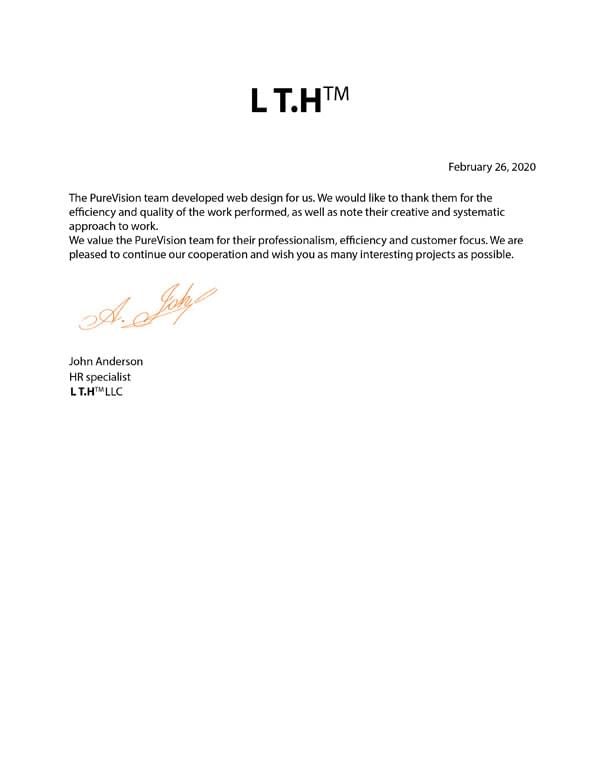 L T.H™
February 26, 2020
The PureVision team developed web design for us. We would like to thank them for the
efficiency and quality of the work performed, as well as note their creative and systematic
approach to work.
We value the PureVision team for their professionalism, efficiency and customer focus. We are
pleased to continue our cooperation and wish you as many interesting projects as possible.
A. John
John Anderson
HR specialist
L T.H™ LLC